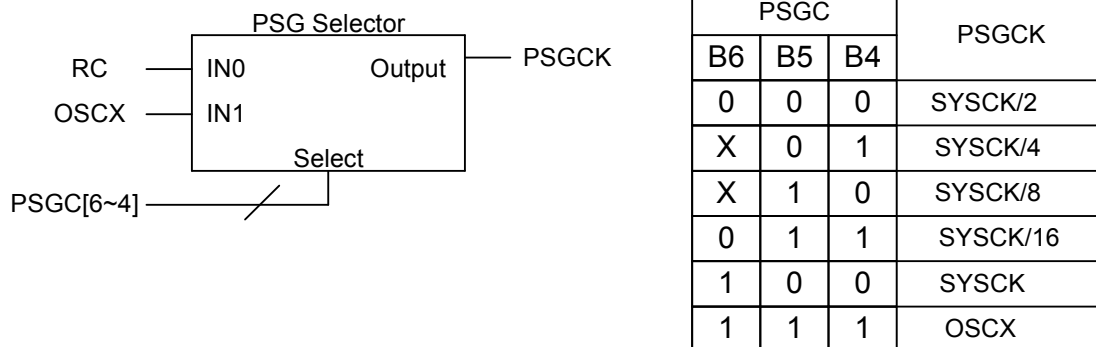 PSG Selector
RC IN0 Output PSGCK
OSCX IN1
Select
PSGC[6~4]
PSGC PSGCK
B6 B5 B4
0 0 0 SYSCK/2
X 0 1 SYSCK/4
X 1 0 SYSCK/8
0 1 1 SYSCK/16
1 0 0 SYSCK
1 1 1 OSCX